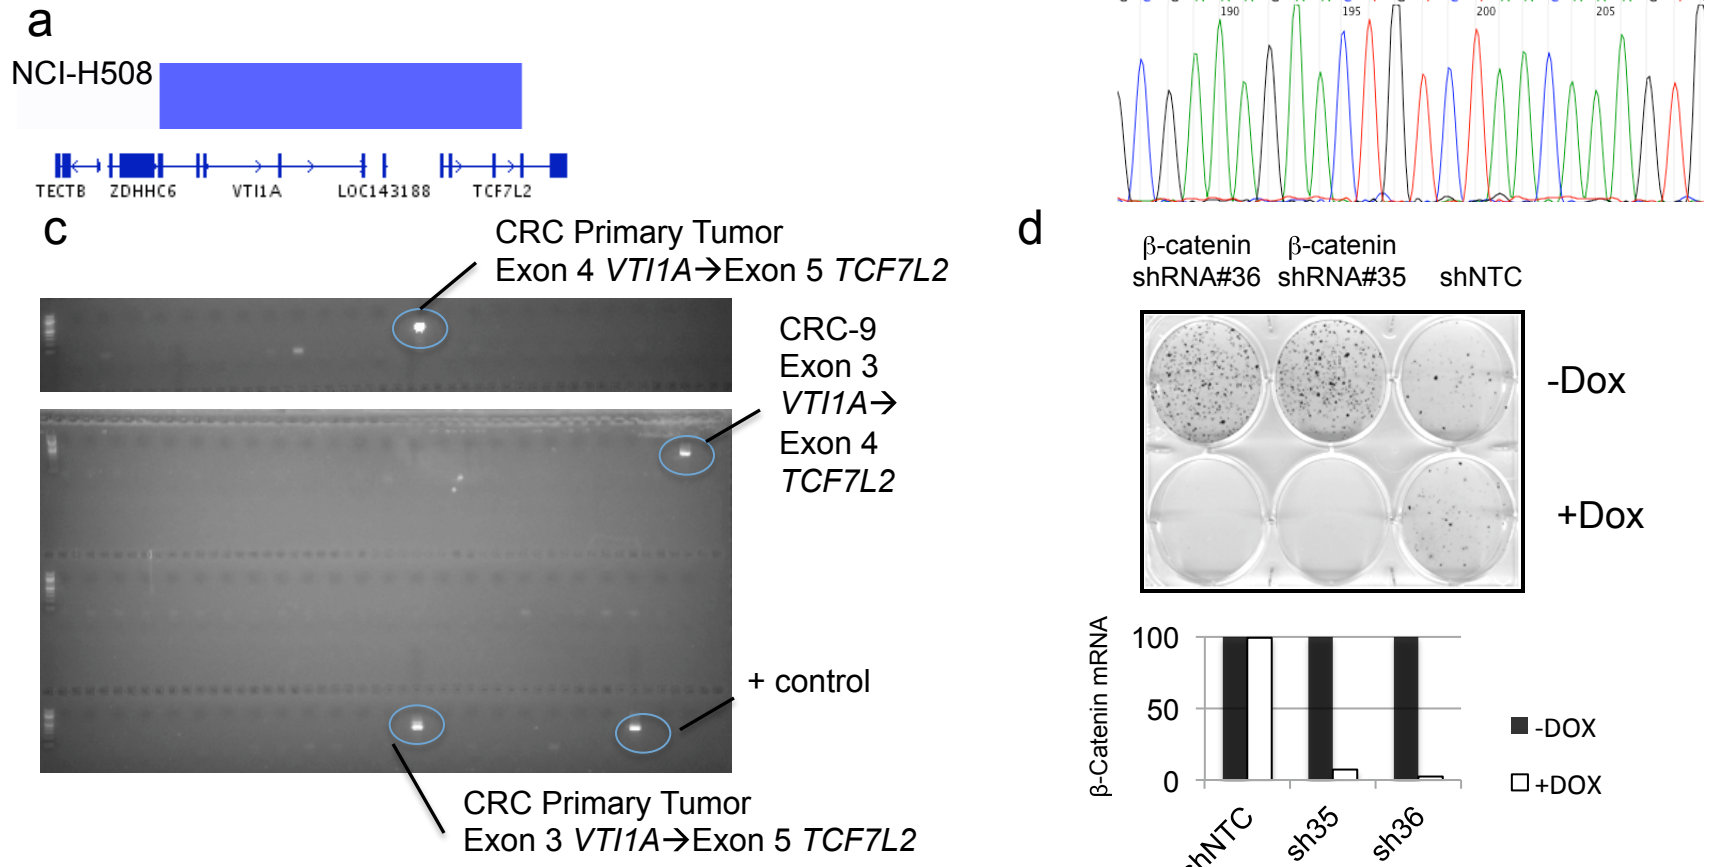 a
NCI-H508
TECTB ZDHHC6 VTI1A LOC143188 TCF7L2
190 195 200 205
c
CRC Primary Tumor
Exon 4 VTI1A→Exon 5 TCF7L2
CRC-9
Exon 3
VTI1A→
Exon 4
TCF7L2
+ control
CRC Primary Tumor
Exon 3 VTI1A→Exon 5 TCF7L2
d
β-catenin β-catenin
shRNA#36 shRNA#35 shNTC
-Dox
+Dox
β-Catenin mRNA
100
50
0
shNTC sh35 sh36
-DOX
+DOX